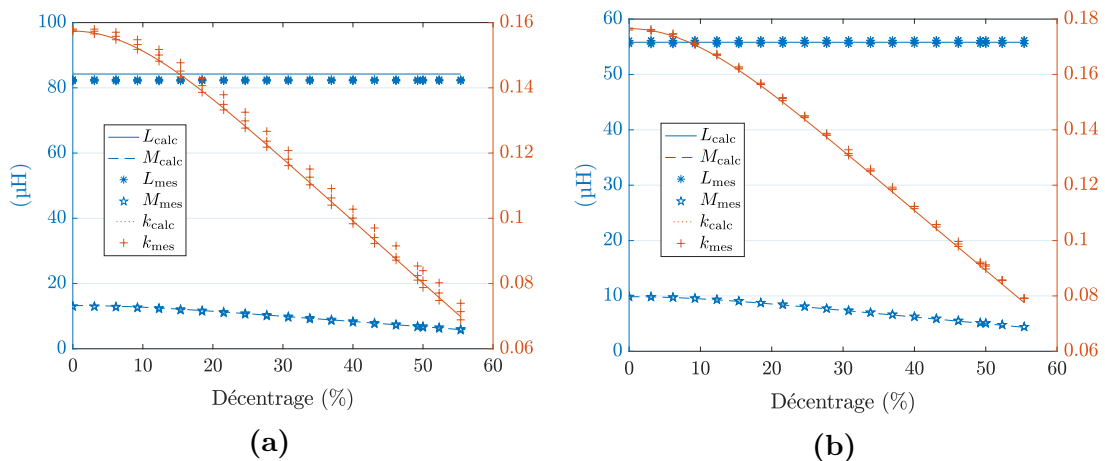 100
80
60
40
20
0
(µH)
0.16
0.14
0.12
0.1
0.08
0.06
0 10 20 30 40 50 60
Décentrage (%)
L_calc
M_calc
L_mes
M_mes
k_calc
k_mes
(a)
60
50
40
30
20
10
0
(µH)
0.18
0.16
0.14
0.12
0.1
0.08
0.06
0 10 20 30 40 50 60
Décentrage (%)
L_calc
M_calc
L_mes
M_mes
k_calc
k_mes
(b)